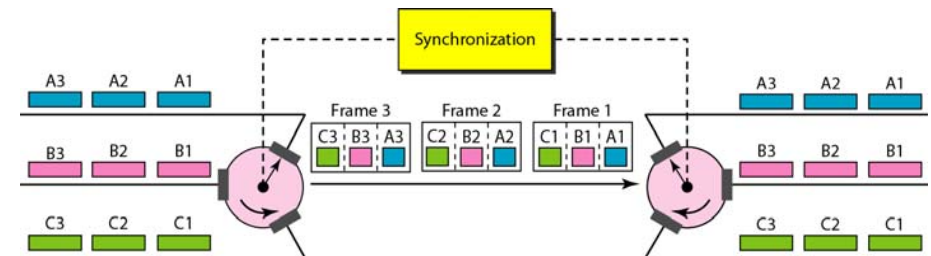 Synchronization
A3 A2 A1 A3 A2 A1
Frame 3 Frame 2 Frame 1
C3 B3 A3 C2 B2 A2 C1 B1 A1
B3 B2 B1 B3 B2 B1
C3 C2 C1 C3 C2 C1